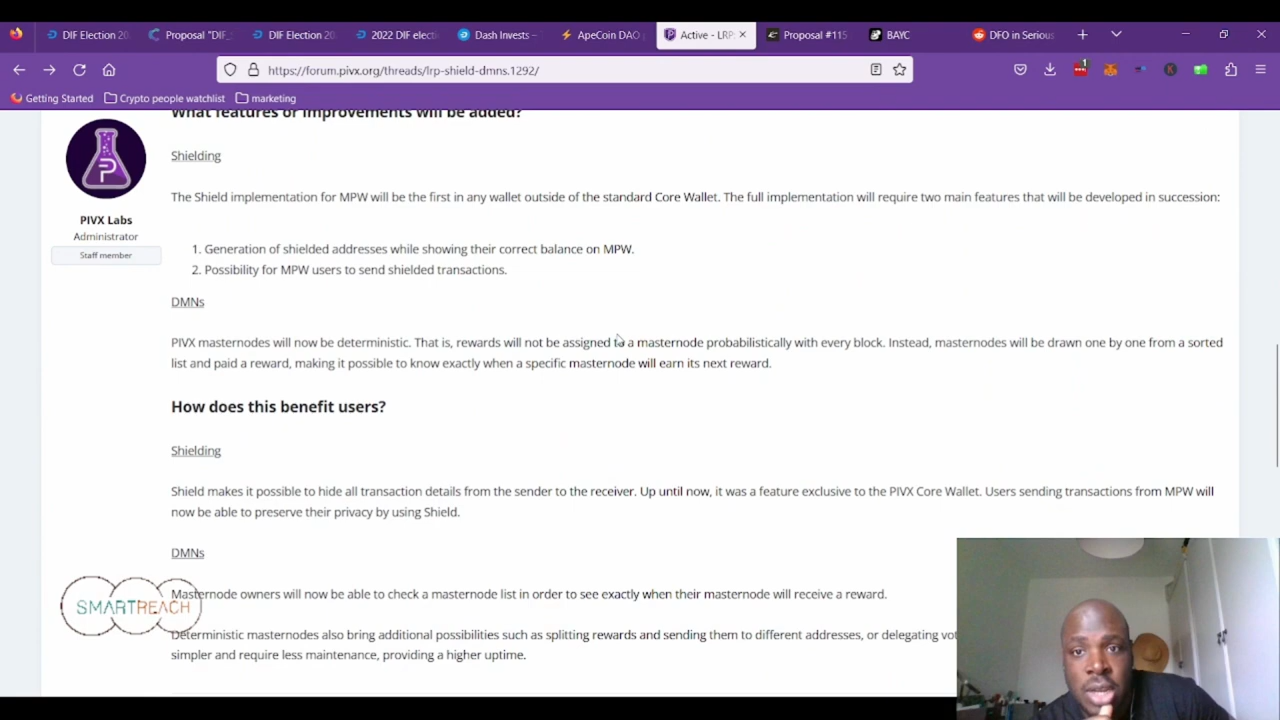 DIF Election 20
Proposal "DIF_
DIF Election 20
2022 DIF electi
Dash Invests –
ApeCoin DAO
Active - LRP
Proposal #115
BAYC
DFO in Serious
https://forum.pivx.org/threads/lrp-shield-dmns.1292/
1
Getting Started
Crypto people watchlist
marketing
What features or improvements will be added?
Shielding
The Shield implementation for MPW will be the first in any wallet outside of the standard Core Wallet. The full implementation will require two main features that will be developed in succession:
PIVX Labs
Administrator
Staff member
1. Generation of shielded addresses while showing their correct balance on MPW.
2. Possibility for MPW users to send shielded transactions.
DMNs
PIVX masternodes will now be deterministic. That is, rewards will not be assigned to a masternode probabilistically with every block. Instead, masternodes will be drawn one by one from a sorted
list and paid a reward, making it possible to know exactly when a specific masternode will earn its next reward.
How does this benefit users?
Shielding
Shield makes it possible to hide all transaction details from the sender to the receiver. Up until now, it was a feature exclusive to the PIVX Core Wallet. Users sending transactions from MPW will
now be able to preserve their privacy by using Shield.
DMNs
Masternode owners will now be able to check a masternode list in order to see exactly when their masternode will receive a reward.
SMARTREACH
Deterministic masternodes also bring additional possibilities such as splitting rewards and sending them to different addresses, or delegating vot
simpler and require less maintenance, providing a higher uptime.